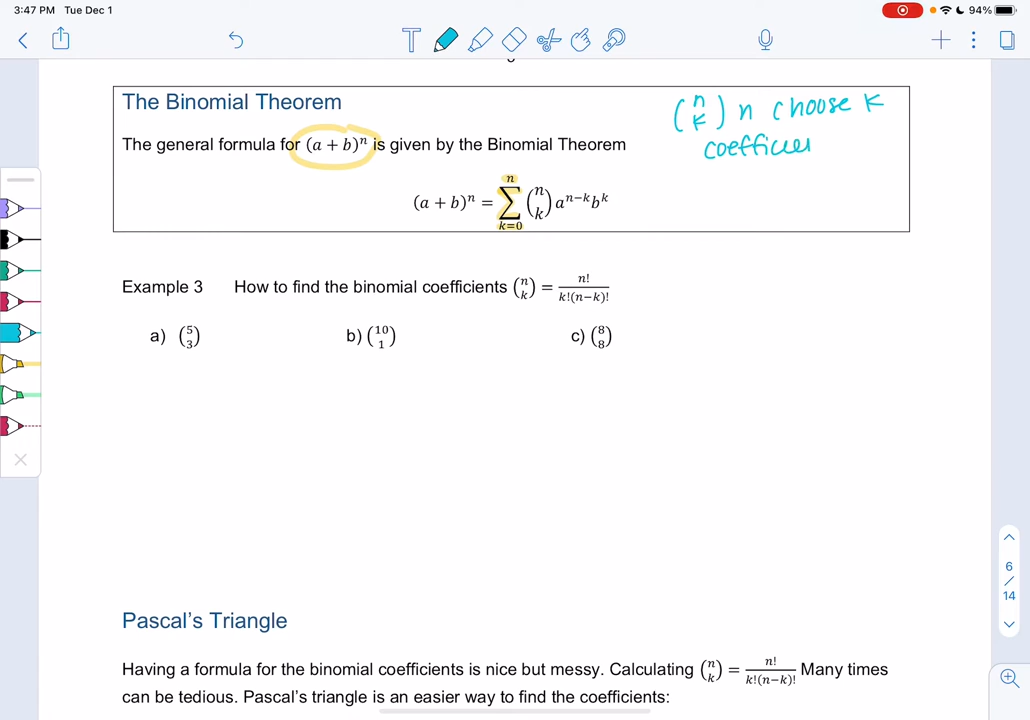 3:47 PM Tue Dec 1
94%
The Binomial Theorem
(n k) n choose k
The general formula for (a + b)ⁿ is given by the Binomial Theorem
(a + b)ⁿ = ∑ₖ₌₀ⁿ (n k) aⁿ⁻ᵏbᵏ
Example 3 How to find the binomial coefficients (n k) = n! / k!(n−k)!
a) (5 3) b) (10 1) c) (8 8)
6
/
14
Pascal’s Triangle
Having a formula for the binomial coefficients is nice but messy. Calculating (n k) = n! / k!(n−k)! Many times
can be tedious. Pascal’s triangle is an easier way to find the coefficients: